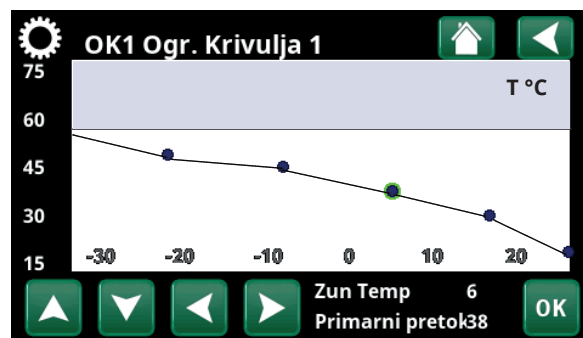 OK1 Ogr. Krivulja 1
75
T °C
60
45
30
15
-30 -20 -10 0 10 20
Zun Temp 6
Primarni pretok38
OK